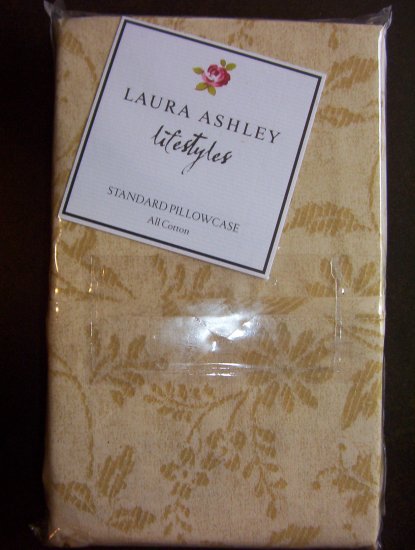 LAURA ASHLEY
lifestyles
STANDARD PILLOWCASE
All Cotton